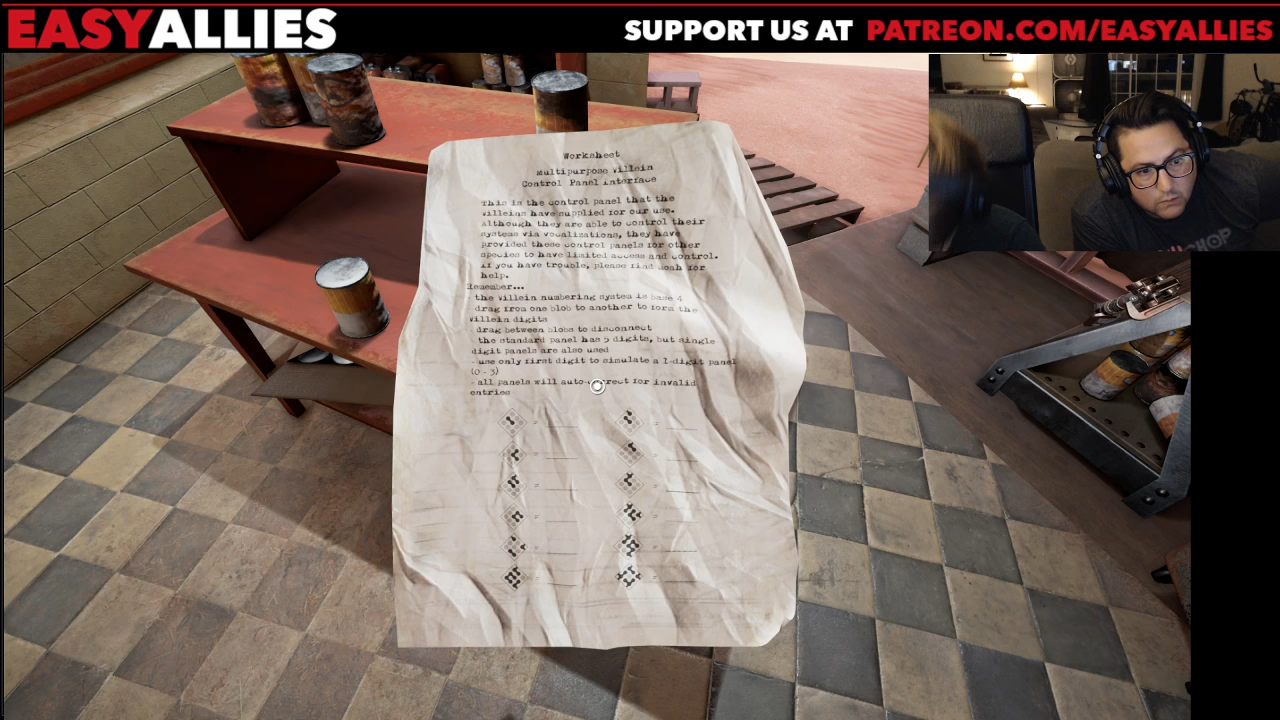 EASYALLIES
SUPPORT US AT PATREON.COM/EASYALLIES
Worksheet
Multipurpose Villein
Control Panel Interface
This is the control panel that the
villeins have supplied for our use.
Although they are able to control their
systems via vocalizations, they have
provided these control panels for other
species to have limited access and control.
If you have trouble, please find Noah for
help.
Remember...
- the villein numbering system is base 4
- drag from one blob to another to form the
villein digits
- drag between blobs to disconnect
- the standard panel has 5 digits, but single
digit panels are also used
- use only first digit to simulate a 1-digit panel
(0 - 3)
- all panels will auto-correct for invalid
entries
= =
= =
= =
= =
= =
= =
CHOP